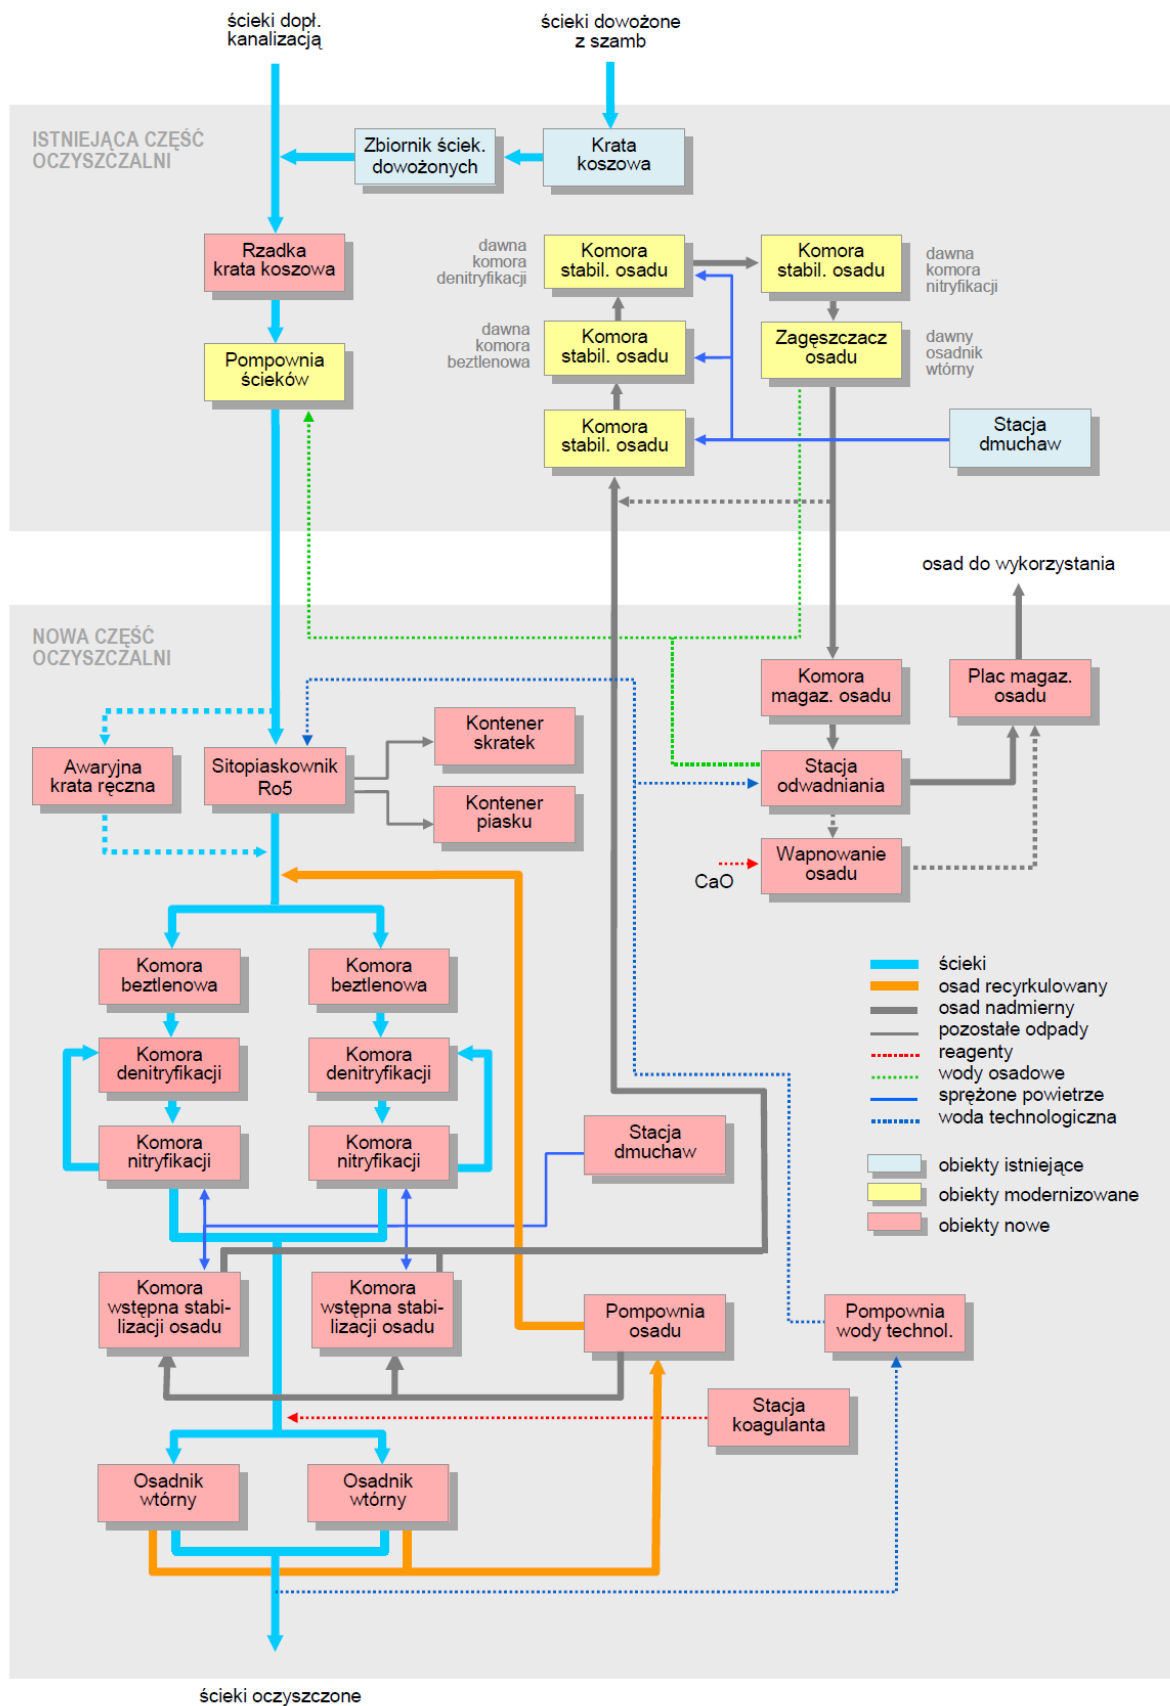 ścieki dopł.
kanalizacją
ścieki dowożone
z szamb
ISTNIEJĄCA CZĘŚĆ
OCZYSZCZALNI
Zbiornik ściek.
dowożonych
Krata
koszowa
Rzadka
krata koszowa
dawna
komora
denitryfikacji
Komora
stabil. osadu
Komora
stabil. osadu
dawna
komora
nitryfikacji
Pompownia
ścieków
dawna
komora
beztlenowa
Komora
stabil. osadu
Zagęszczacz
osadu
dawny
osadnik
wtórny
Komora
stabil. osadu
Stacja
dmuchaw
osad do wykorzystania
NOWA CZĘŚĆ
OCZYSZCZALNI
Komora
magaz. osadu
Plac magaz.
osadu
Awaryjna
krata ręczna
Sitopiaskownik
Ro5
Kontener
skratek
Kontener
piasku
Stacja
odwadniania
Wapnowanie
osadu
CaO
Komora
beztlenowa
Komora
beztlenowa
Komora
denitryfikacji
Komora
denitryfikacji
Komora
nitryfikacji
Komora
nitryfikacji
Stacja
dmuchaw
ścieki
osad recyrkulowany
osad nadmierny
pozostałe odpady
reagenty
wody osadowe
sprężone powietrze
woda technologiczna
obiekty istniejące
obiekty modernizowane
obiekty nowe
Komora
wstępna stabi-
lizacji osadu
Komora
wstępna stabi-
lizacji osadu
Pompownia
osadu
Pompownia
wody technol.
Stacja
koagulanta
Osadnik
wtórny
Osadnik
wtórny
ścieki oczyszczone